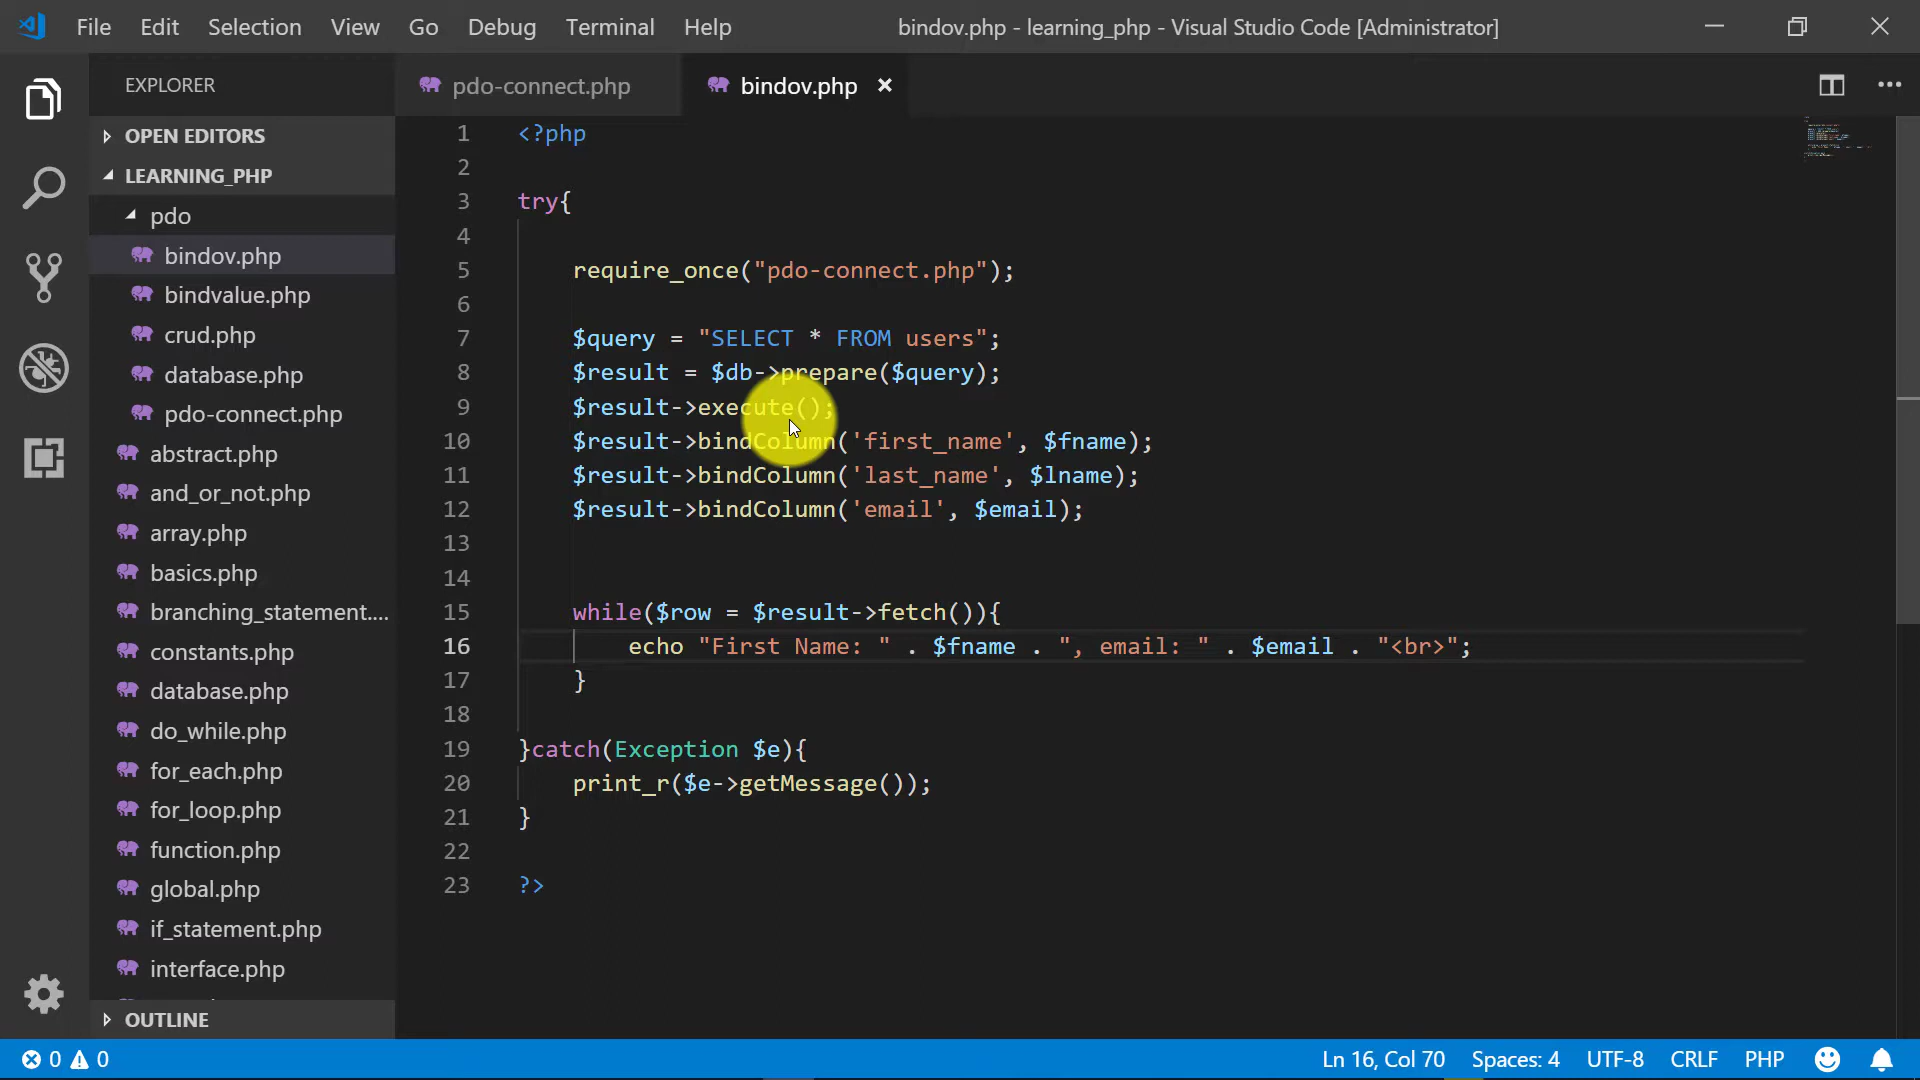 File Edit Selection View Go Debug Terminal Help bindov.php - learning_php - Visual Studio Code [Administrator]
EXPLORER
OPEN EDITORS
LEARNING_PHP
pdo
bindov.php
bindvalue.php
crud.php
database.php
pdo-connect.php
abstract.php
and_or_not.php
array.php
basics.php
branching_statement....
constants.php
database.php
do_while.php
for_each.php
for_loop.php
function.php
global.php
if_statement.php
interface.php
OUTLINE
pdo-connect.php bindov.php
1 <?php
2
3 try{
4
5 require_once("pdo-connect.php");
6
7 $query = "SELECT * FROM users";
8 $result = $db->prepare($query);
9 $result->execute();
10 $result->bindColumn('first_name', $fname);
11 $result->bindColumn('last_name', $lname);
12 $result->bindColumn('email', $email);
13
14
15 while($row = $result->fetch()){
16 echo "First Name: " . $fname . ", email: " . $email . "<br>";
17 }
18
19 }catch(Exception $e){
20 print_r($e->getMessage());
21 }
22
23 ?>
0 0 Ln 16, Col 70 Spaces: 4 UTF-8 CRLF PHP